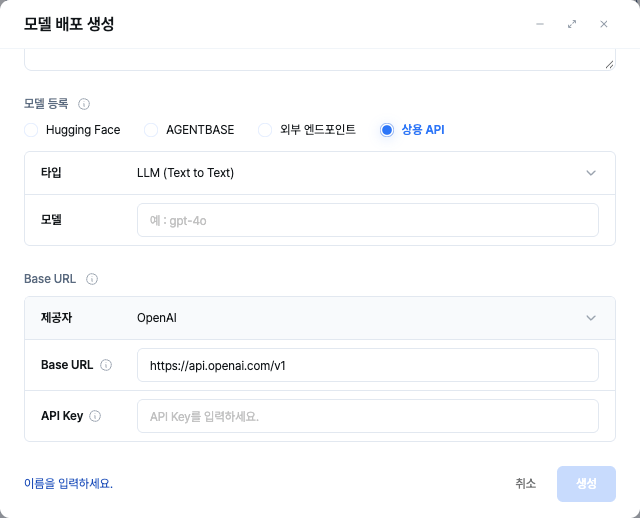 모델 배포 생성
모델 등록
Hugging Face AGENTBASE 외부 엔드포인트 상용 API
타입 LLM (Text to Text)
모델 예 : gpt-4o
Base URL
제공자 OpenAI
Base URL https://api.openai.com/v1
API Key API Key를 입력하세요.
이름을 입력하세요. 취소 생성